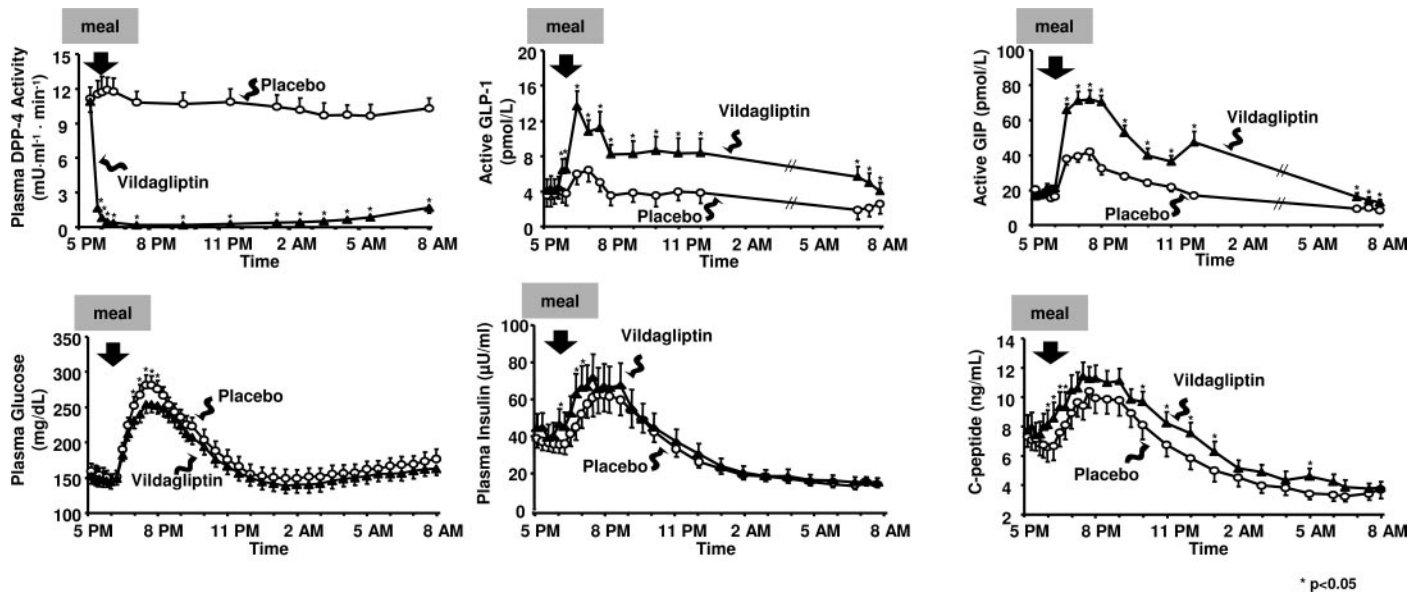 meal
15
12
9
6
3
0
Plasma DPP-4 Activity
(mU·ml⁻¹ · min⁻¹)
Placebo
Vildagliptin
5 PM 8 PM 11 PM 2 AM 5 AM 8 AM
Time
meal
20
16
12
8
4
0
Active GLP-1
(pmol/L)
Vildagliptin
Placebo
5 PM 8 PM 11 PM 2 AM 5 AM 8 AM
Time
meal
100
80
60
40
20
0
Active GIP (pmol/L)
Vildagliptin
Placebo
5 PM 8 PM 11 PM 2 AM 5 AM 8 AM
Time
meal
350
300
250
200
150
100
Plasma Glucose
(mg/dL)
Placebo
Vildagliptin
5 PM 8 PM 11 PM 2 AM 5 AM 8 AM
Time
meal
100
80
60
40
20
0
Plasma Insulin (µU/ml)
Vildagliptin
Placebo
5 PM 8 PM 11 PM 2 AM 5 AM 8 AM
Time
meal
14
12
10
8
6
4
2
C-peptide (ng/mL)
Vildagliptin
Placebo
5 PM 8 PM 11 PM 2 AM 5 AM 8 AM
Time
* p<0.05